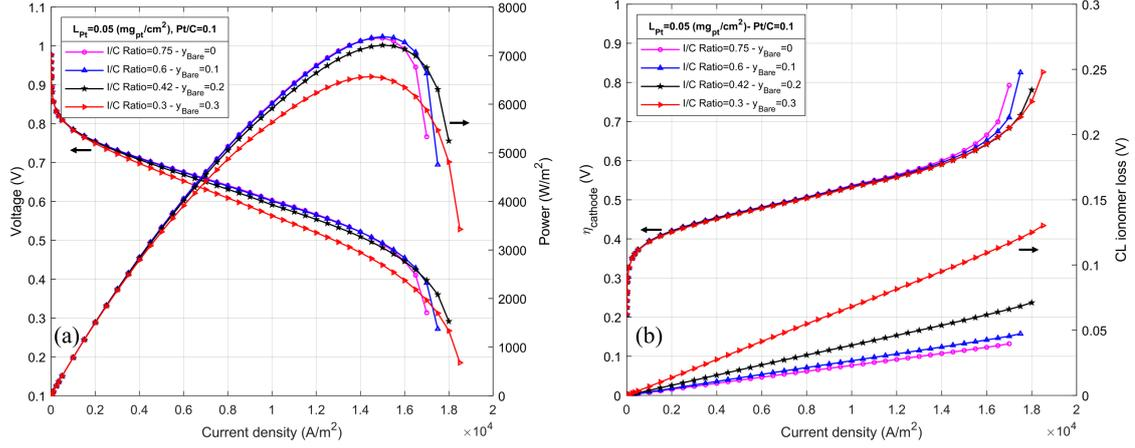 L_Pt=0.05 (mg_pt/cm²), Pt/C=0.1
I/C Ratio=0.75 - y_Bare=0
I/C Ratio=0.6 - y_Bare=0.1
I/C Ratio=0.42 - y_Bare=0.2
I/C Ratio=0.3 - y_Bare=0.3
Voltage (V)
1.1
1
0.9
0.8
0.7
0.6
0.5
0.4
0.3
0.2
0.1
(a)
0 0.2 0.4 0.6 0.8 1 1.2 1.4 1.6 1.8 2
×10⁴
Current density (A/m²)
8000
7000
6000
5000
4000
3000
2000
1000
0
Power (W/m²)
L_Pt=0.05 (mg_pt/cm²)- Pt/C=0.1
I/C Ratio=0.75 - y_Bare=0
I/C Ratio=0.6 - y_Bare=0.1
I/C Ratio=0.42 - y_Bare=0.2
I/C Ratio=0.3 - y_Bare=0.3
η_cathode (V)
1
0.9
0.8
0.7
0.6
0.5
0.4
0.3
0.2
0.1
0
(b)
0 0.2 0.4 0.6 0.8 1 1.2 1.4 1.6 1.8 2
×10⁴
Current density (A/m²)
0.3
0.25
0.2
0.15
0.1
0.05
0
CL ionomer loss (V)